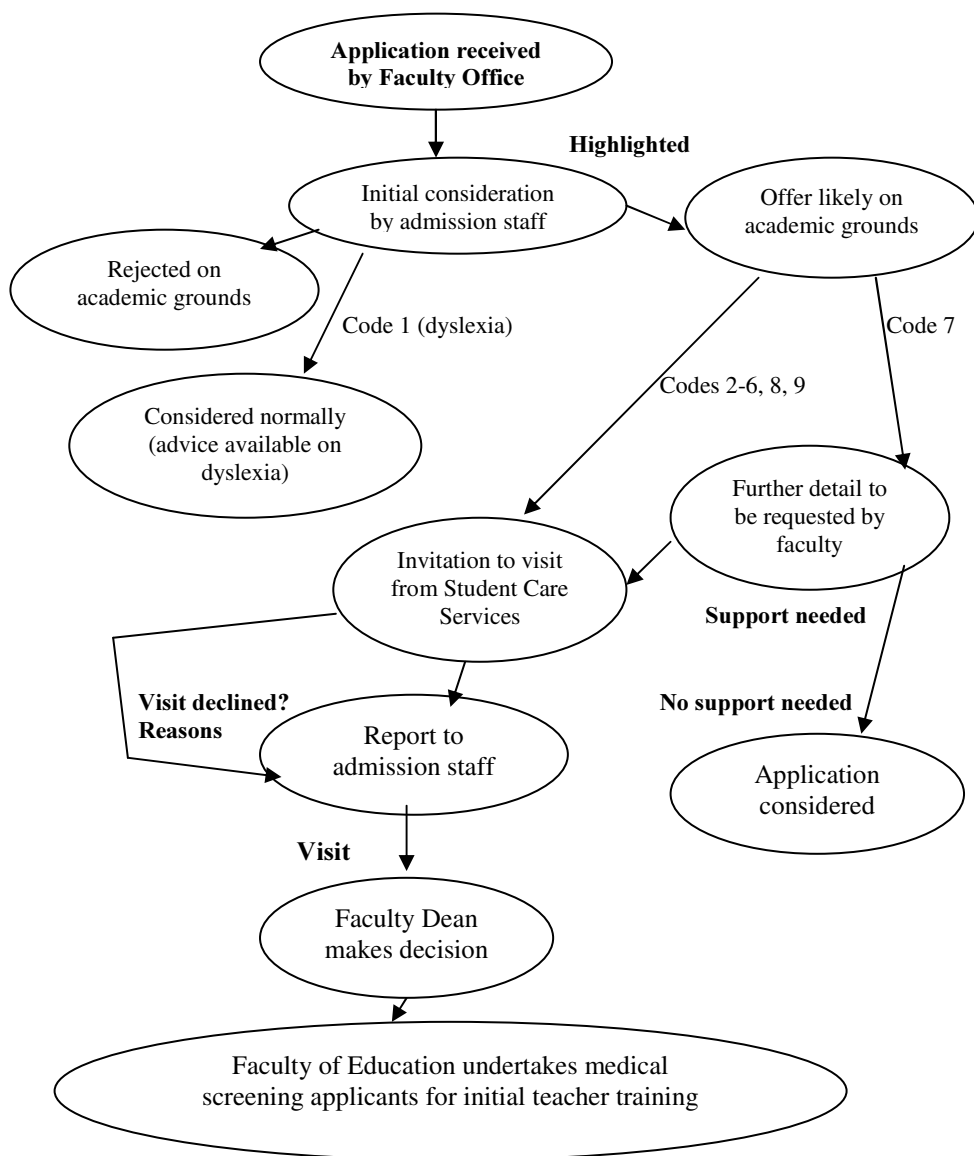 Application received
by Faculty Office
Highlighted
Initial consideration
by admission staff
Offer likely on
academic grounds
Rejected on
academic grounds
Code 1 (dyslexia)
Code 7
Codes 2-6, 8, 9
Considered normally
(advice available on
dyslexia)
Further detail to
be requested by
faculty
Invitation to visit
from Student Care
Services
Support needed
Visit declined?
Reasons
No support needed
Report to
admission staff
Application
considered
Visit
Faculty Dean
makes decision
Faculty of Education undertakes medical
screening applicants for initial teacher training